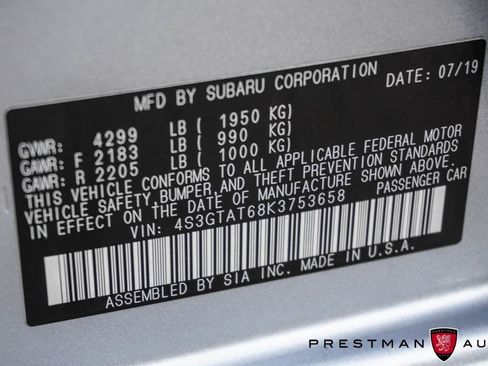 MFD BY SUBARU CORPORATION DATE: 07/19
GVWR: 4299 LB ( 1950 KG)
GAWR: F 2183 LB ( 990 KG)
GAWR: R 2205 LB ( 1000 KG)
THIS VEHICLE CONFORMS TO ALL APPLICABLE FEDERAL MOTOR
VEHICLE SAFETY, BUMPER, AND THEFT PREVENTION STANDARDS
IN EFFECT ON THE DATE OF MANUFACTURE SHOWN ABOVE.
VIN: 4S3GTAT68K3753658 PASSENGER CAR
ASSEMBLED BY SIA INC. MADE IN U.S.A.
PRESTMAN AU